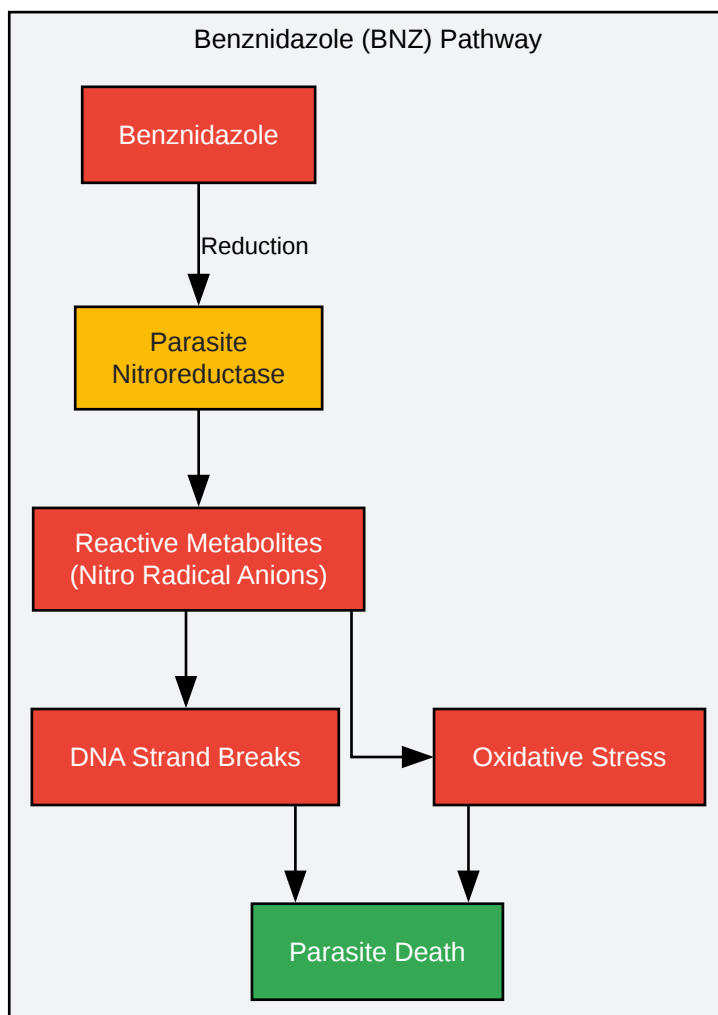 Benznidazole (BNZ) Pathway
Benznidazole
Reduction
Parasite
Nitroreductase
Reactive Metabolites
(Nitro Radical Anions)
DNA Strand Breaks
Oxidative Stress
Parasite Death